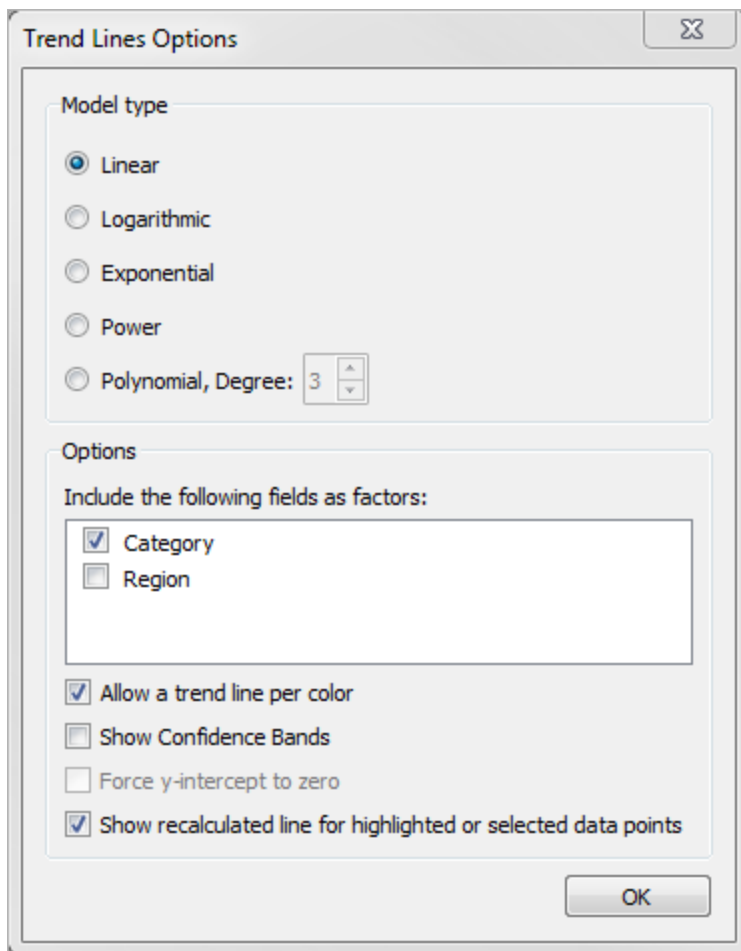 Trend Lines Options
Model type
Linear
Logarithmic
Exponential
Power
Polynomial, Degree: 3
Options
Include the following fields as factors:
Category
Region
Allow a trend line per color
Show Confidence Bands
Force y-intercept to zero
Show recalculated line for highlighted or selected data points
OK